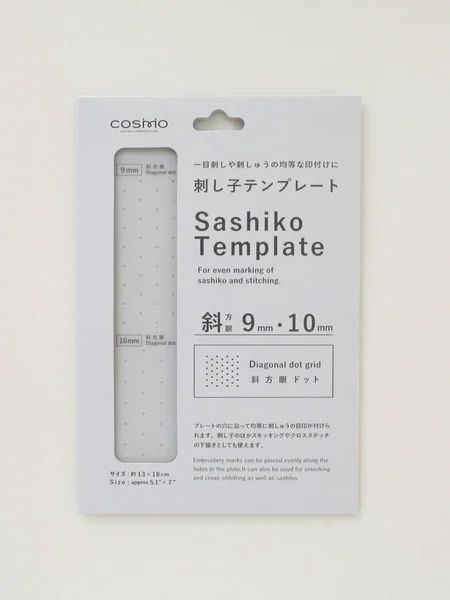 COSMO
一目刺しや刺しゅうの均等な印付けに
刺し子テンプレート
Sashiko
Template
For even marking of
sashiko and stitching.
斜方眼 9mm・10mm
Diagonal dot grid
斜方眼ドット
プレートの穴に沿って均等に刺しゅうの目印が付けら
れます。刺し子のほかスモッキングやクロスステッチ
の下描きとしても使えます。
Embroidery marks can be placed evenly along the
holes in the plate.It can also be used for smocking
and cross-stitching as well as sashiko.
9mm
斜方眼
Diagonal dot
10mm
斜方眼
Diagonal dot
サイズ:約13×18cm
Size: approx 5.1"× 7"